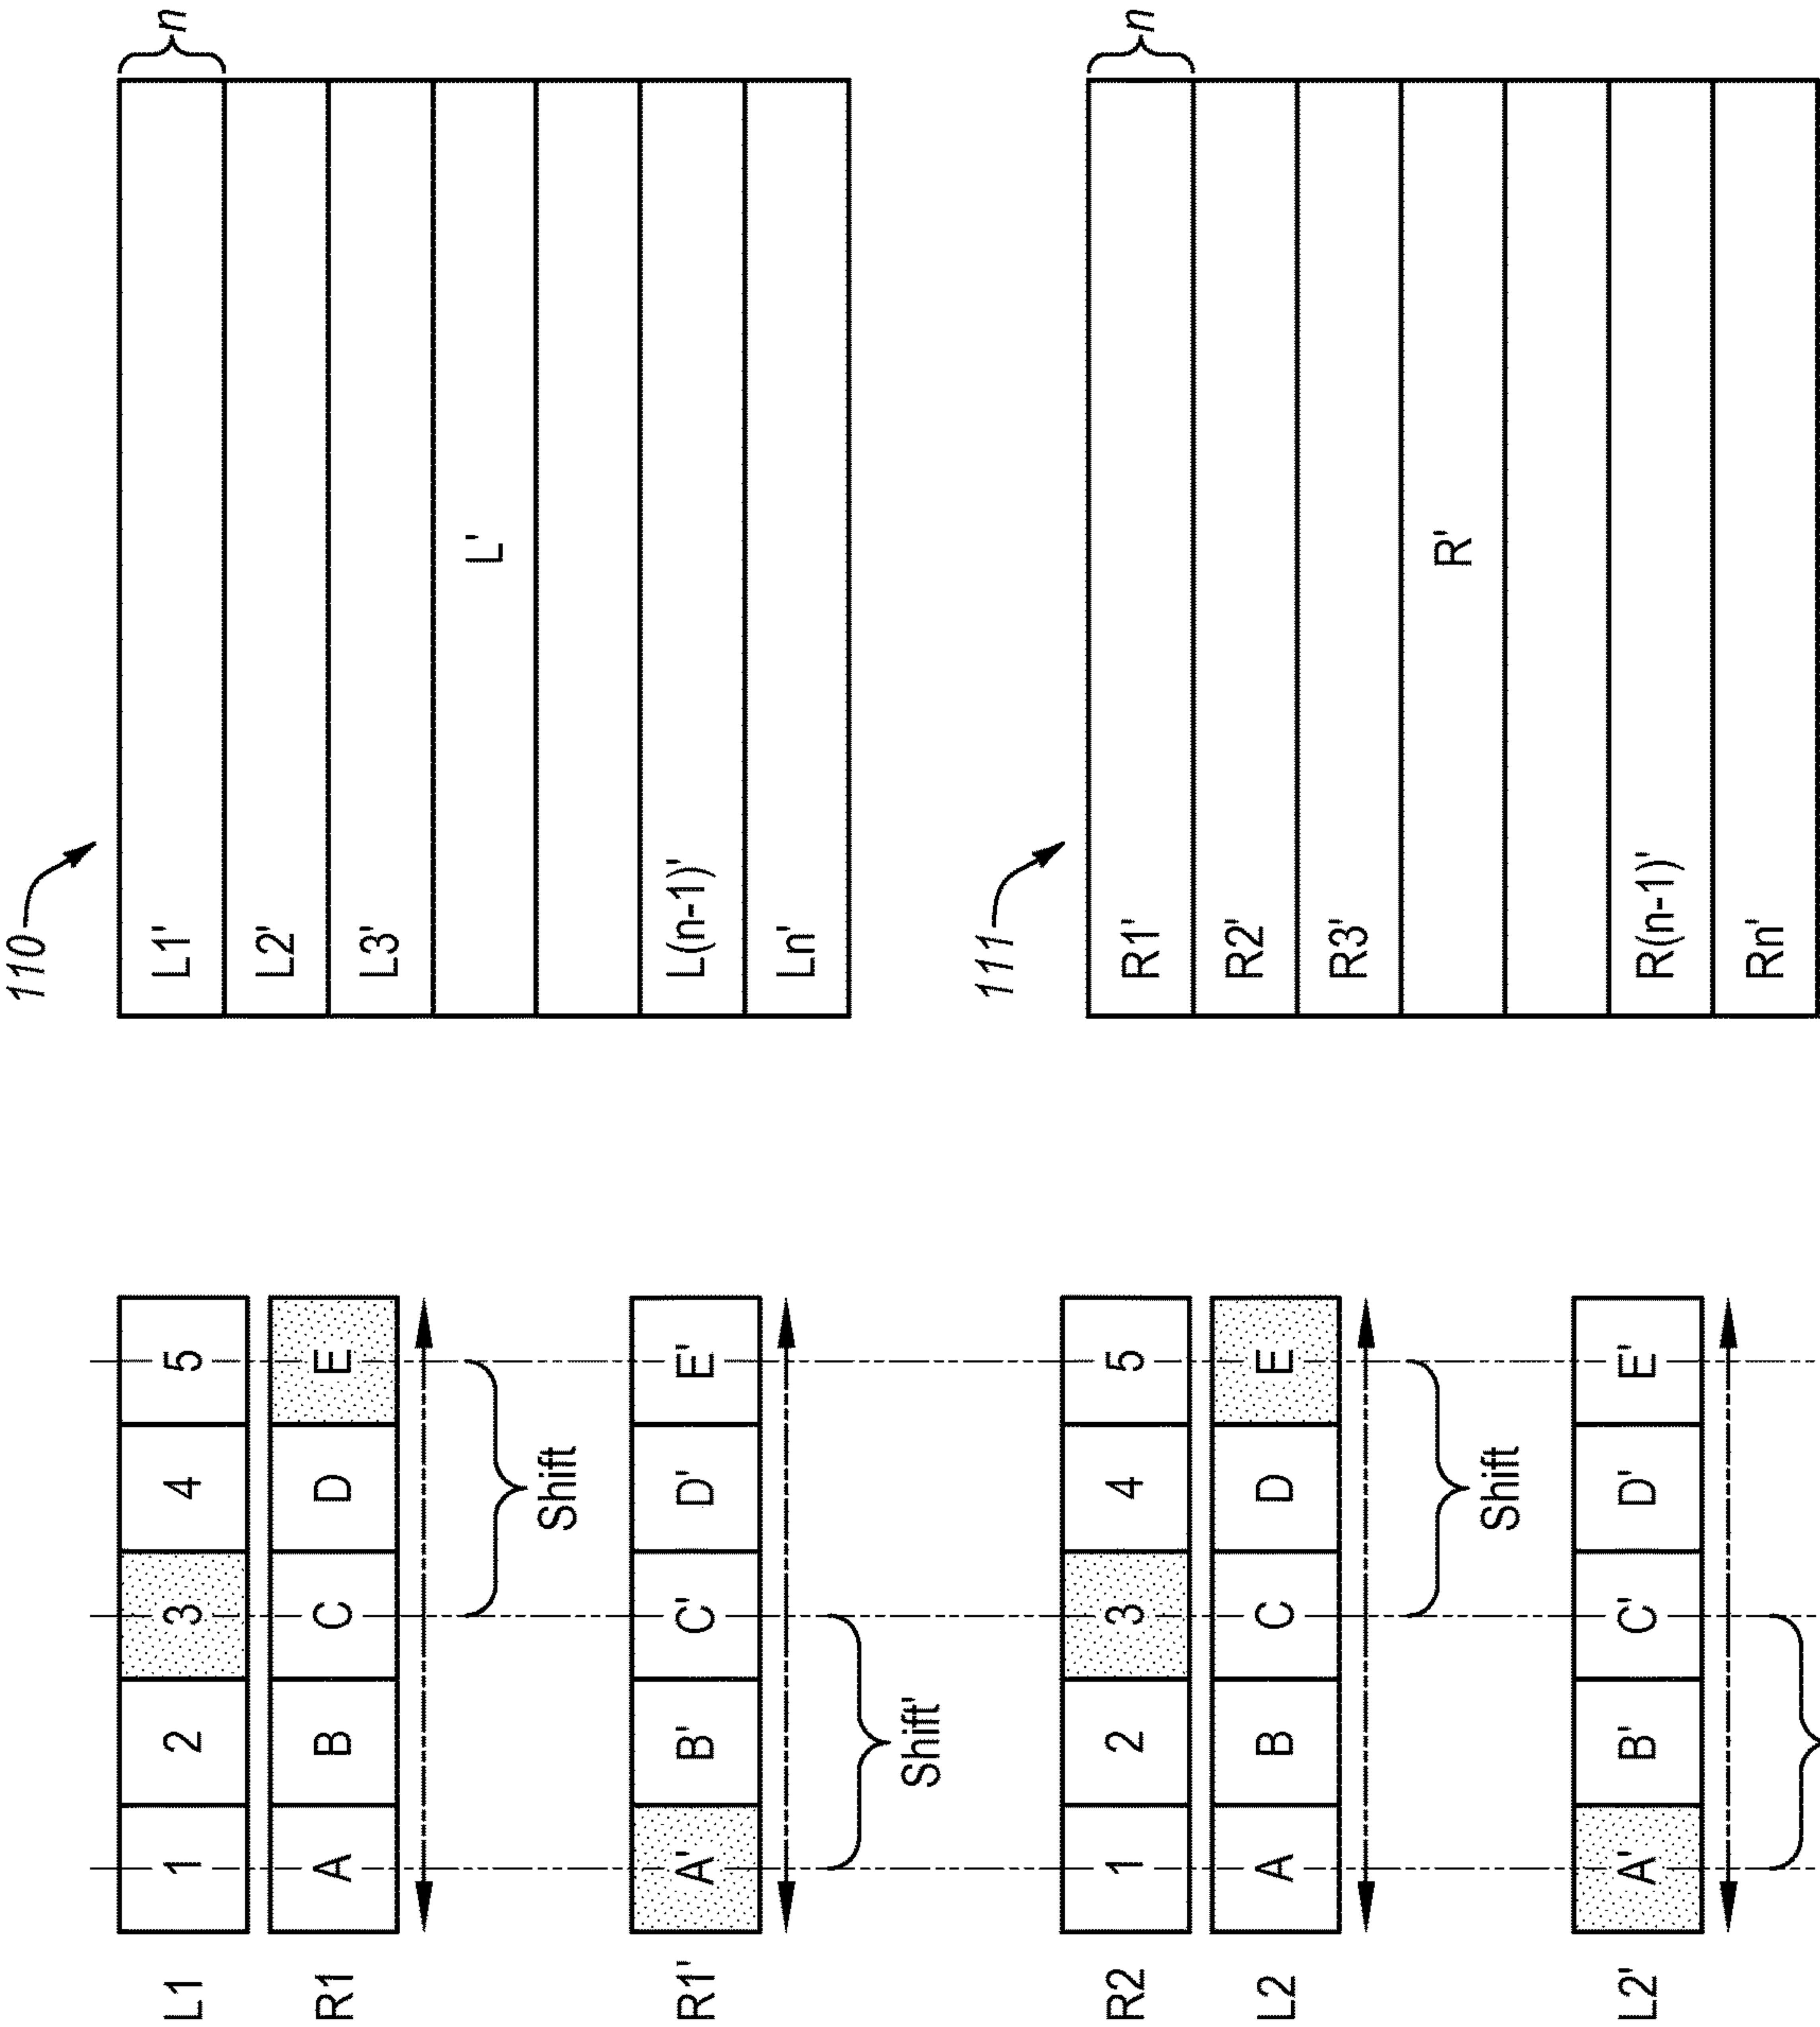 L1 1 2 3 4 5
R1 A B C D E
Shift
R1' A' B' C' D' E'
Shift'
R2 1 2 3 4 5
L2 A B C D E
Shift
L2' A' B' C' D' E'
110
n
L1'
L2'
L3'
L'
L(n-1)'
Ln'
111
n
R1'
R2'
R3'
R'
R(n-1)'
Rn'